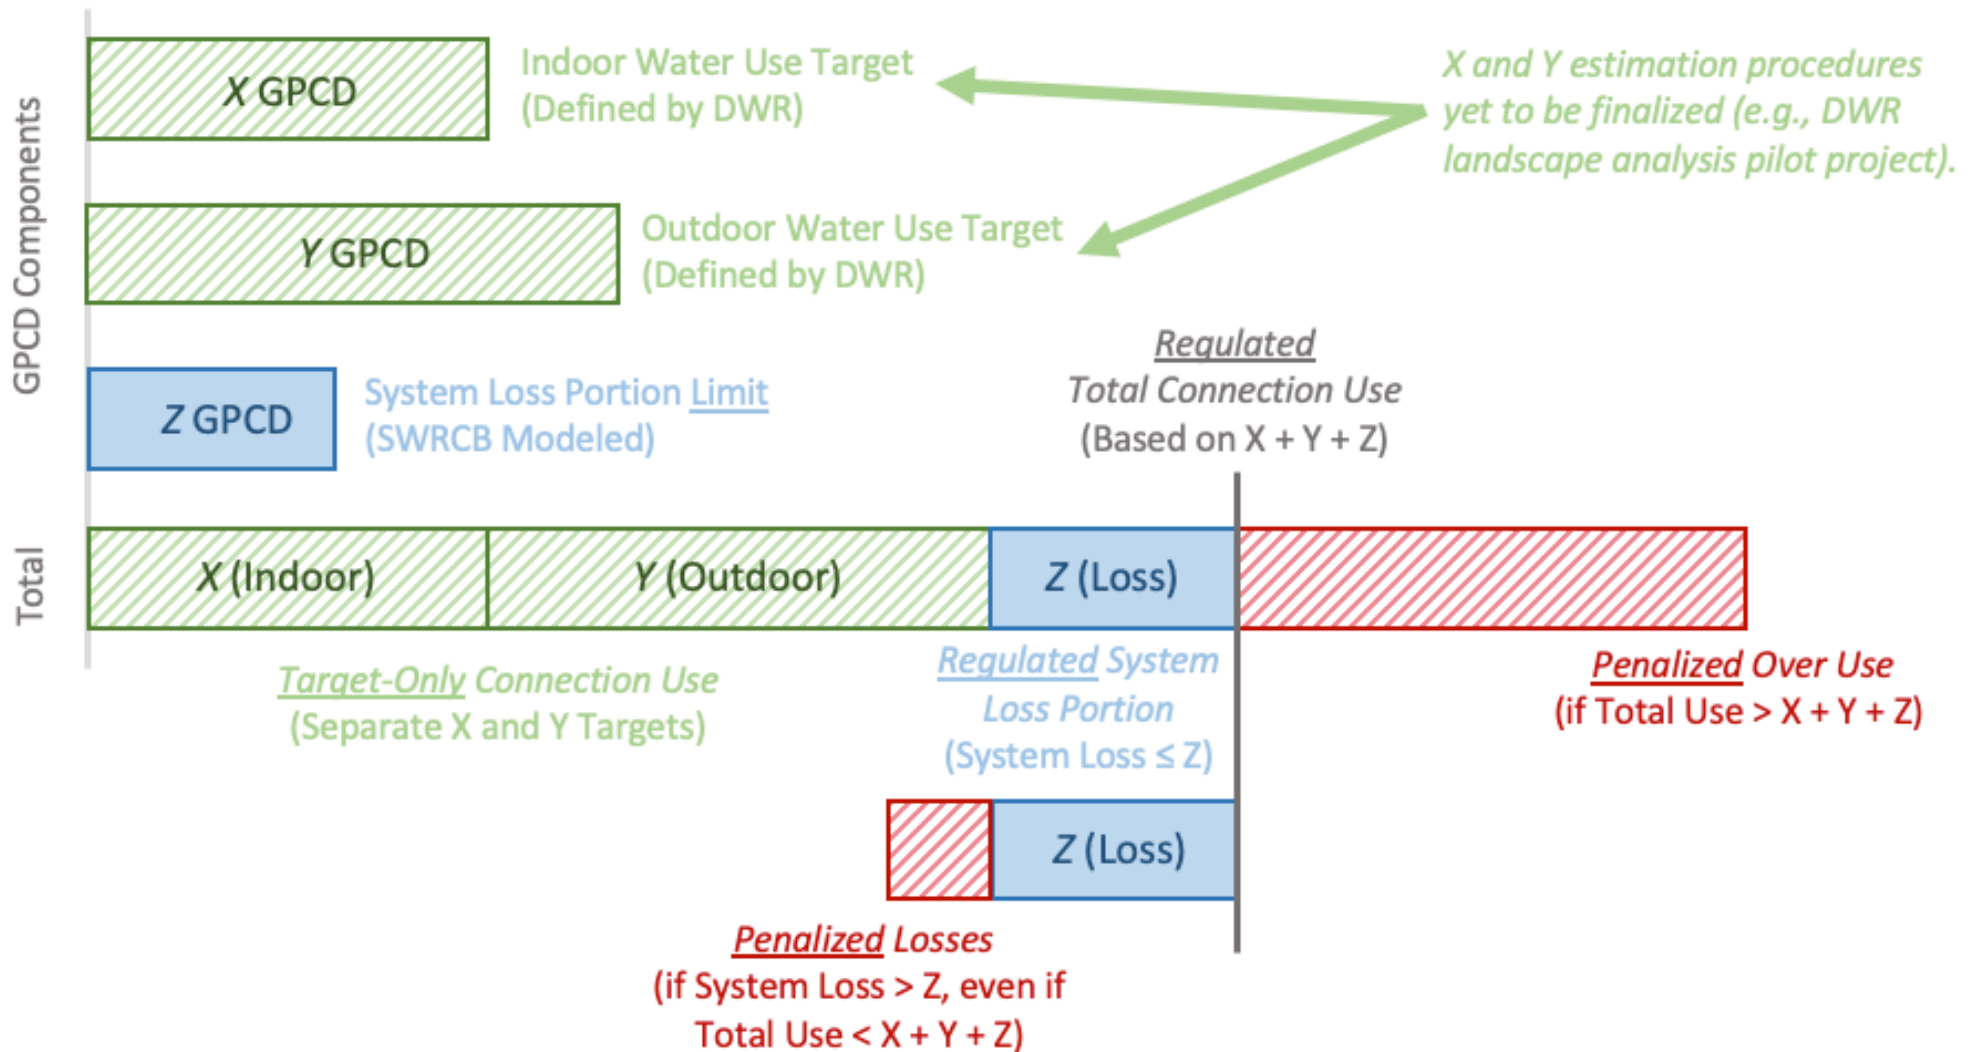 GPCD Components
X GPCD
Indoor Water Use Target
(Defined by DWR)
X and Y estimation procedures
yet to be finalized (e.g., DWR
landscape analysis pilot project).
Y GPCD
Outdoor Water Use Target
(Defined by DWR)
Z GPCD
System Loss Portion Limit
(SWRCB Modeled)
Regulated
Total Connection Use
(Based on X + Y + Z)
Total
X (Indoor)
Y (Outdoor)
Z (Loss)
Target-Only Connection Use
(Separate X and Y Targets)
Regulated System
Loss Portion
(System Loss ≤ Z)
Penalized Over Use
(if Total Use > X + Y + Z)
Z (Loss)
Penalized Losses
(if System Loss > Z, even if
Total Use < X + Y + Z)